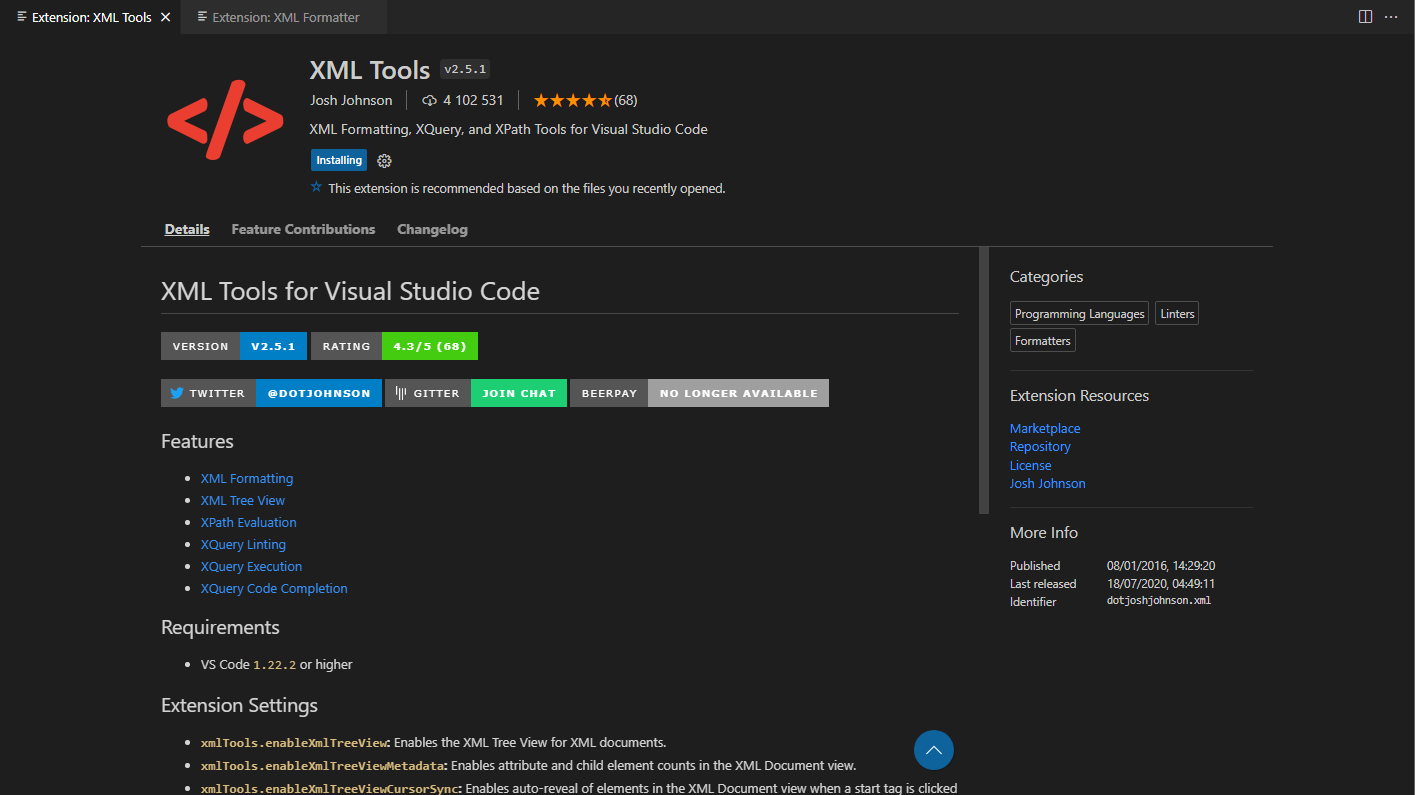 Extension: XML Tools
Extension: XML Formatter
XML Tools v2.5.1
Josh Johnson 4 102 531 (68)
XML Formatting, XQuery, and XPath Tools for Visual Studio Code
Installing
This extension is recommended based on the files you recently opened.
Details Feature Contributions Changelog
XML Tools for Visual Studio Code
VERSION V2.5.1 RATING 4.3/5 (68)
TWITTER @DOTJOHNSON GITTER JOIN CHAT BEERPAY NO LONGER AVAILABLE
Features
XML Formatting
XML Tree View
XPath Evaluation
XQuery Linting
XQuery Execution
XQuery Code Completion
Requirements
VS Code 1.22.2 or higher
Extension Settings
xmlTools.enableXmlTreeView: Enables the XML Tree View for XML documents.
xmlTools.enableXmlTreeViewMetadata: Enables attribute and child element counts in the XML Document view.
xmlTools.enableXmlTreeViewCursorSync: Enables auto-reveal of elements in the XML Document view when a start tag is clicked
Categories
Programming Languages Linters
Formatters
Extension Resources
Marketplace
Repository
License
Josh Johnson
More Info
Published 08/01/2016, 14:29:20
Last released 18/07/2020, 04:49:11
Identifier dotjoshjohnson.xml